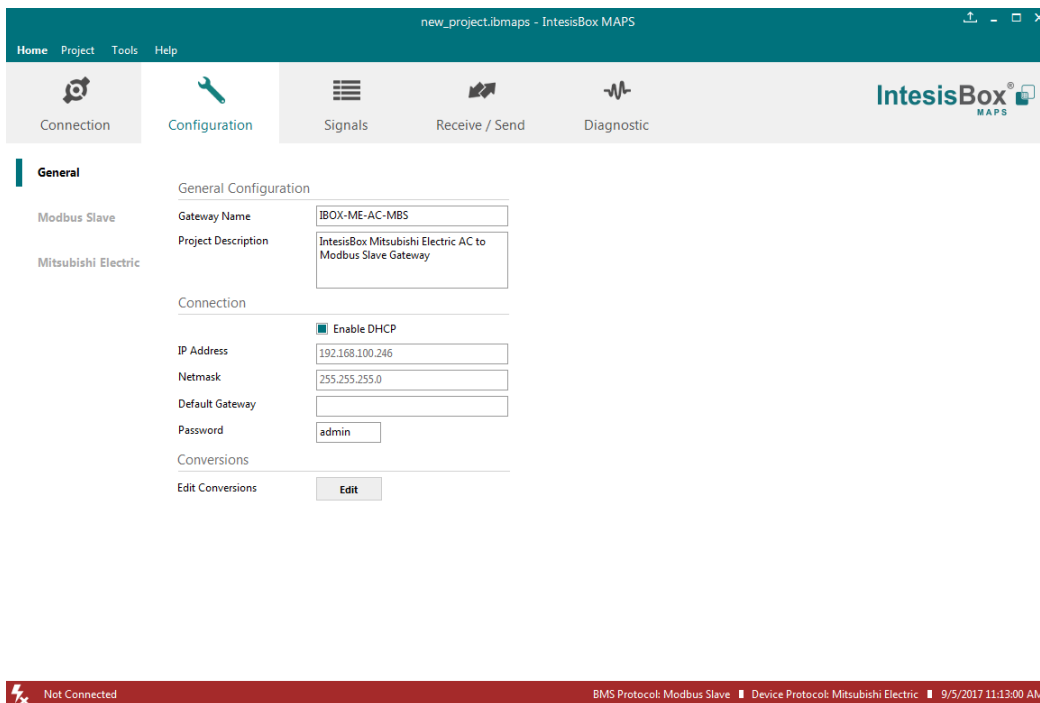 new_project.ibmaps - IntesisBox MAPS
Home Project Tools Help
Connection Configuration Signals Receive / Send Diagnostic
IntesisBox®
MAPS
General
Modbus Slave
Mitsubishi Electric
General Configuration
Gateway Name IBOX-ME-AC-MBS
Project Description IntesisBox Mitsubishi Electric AC to
Modbus Slave Gateway
Connection
Enable DHCP
IP Address 192.168.100.246
Netmask 255.255.255.0
Default Gateway
Password admin
Conversions
Edit Conversions Edit
Not Connected BMS Protocol: Modbus Slave Device Protocol: Mitsubishi Electric 9/5/2017 11:13:00 AM